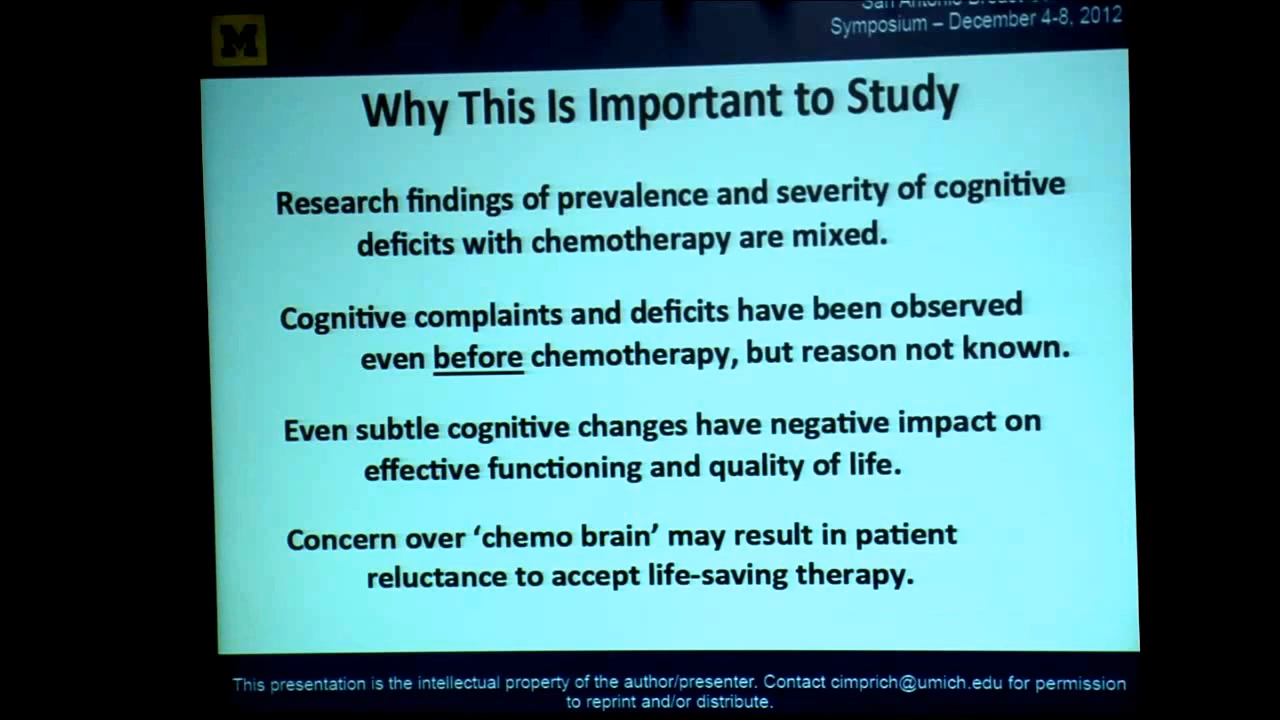 M
Symposium – December 4-8, 2012
Why This Is Important to Study
Research findings of prevalence and severity of cognitive
deficits with chemotherapy are mixed.
Cognitive complaints and deficits have been observed
even before chemotherapy, but reason not known.
Even subtle cognitive changes have negative impact on
effective functioning and quality of life.
Concern over ‘chemo brain’ may result in patient
reluctance to accept life-saving therapy.
This presentation is the intellectual property of the author/presenter. Contact cimprich@umich.edu for permission
to reprint and/or distribute.